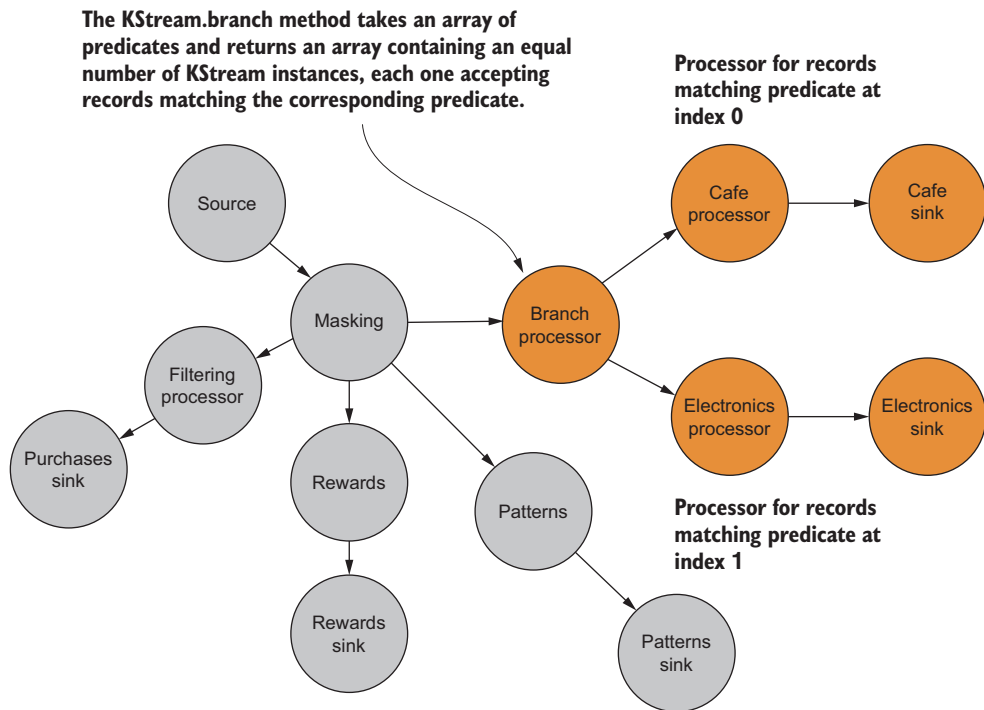 The KStream.branch method takes an array of
predicates and returns an array containing an equal
number of KStream instances, each one accepting
records matching the corresponding predicate.
Processor for records
matching predicate at
index 0
Source
Cafe
processor
Cafe
sink
Masking
Branch
processor
Filtering
processor
Purchases
sink
Electronics
processor
Electronics
sink
Rewards
Patterns
Processor for records
matching predicate at
index 1
Rewards
sink
Patterns
sink